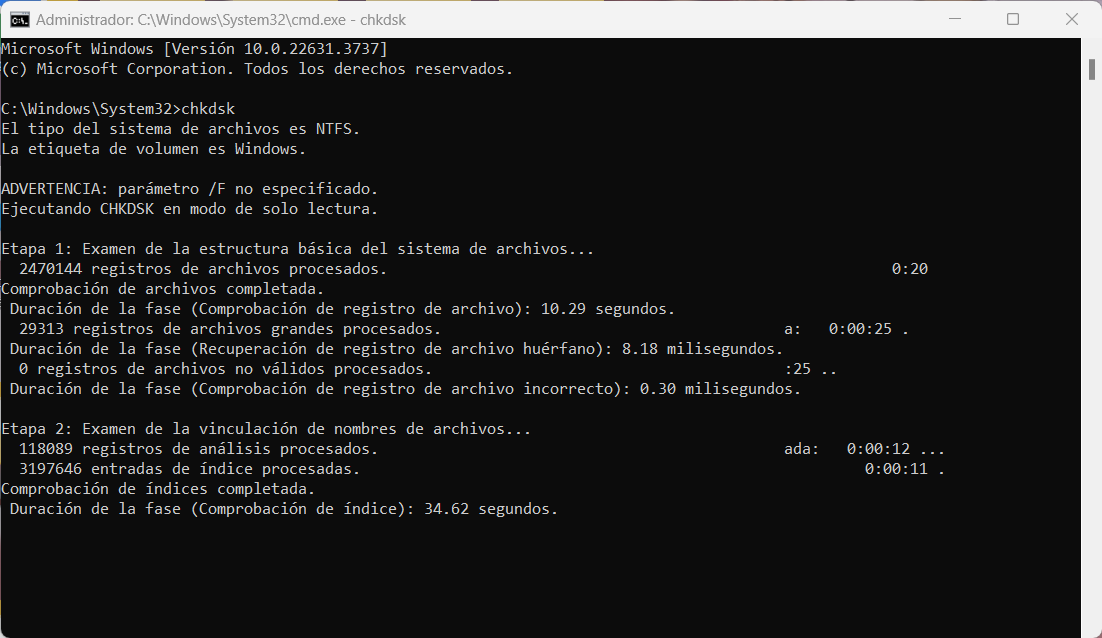 Administrador: C:\Windows\System32\cmd.exe - chkdsk
Microsoft Windows [Versión 10.0.22631.3737]
(c) Microsoft Corporation. Todos los derechos reservados.
C:\Windows\System32>chkdsk
El tipo del sistema de archivos es NTFS.
La etiqueta de volumen es Windows.
ADVERTENCIA: parámetro /F no especificado.
Ejecutando CHKDSK en modo de solo lectura.
Etapa 1: Examen de la estructura básica del sistema de archivos...
2470144 registros de archivos procesados. 0:20
Comprobación de archivos completada.
Duración de la fase (Comprobación de registro de archivo): 10.29 segundos.
29313 registros de archivos grandes procesados. a: 0:00:25 .
Duración de la fase (Recuperación de registro de archivo huérfano): 8.18 milisegundos.
0 registros de archivos no válidos procesados. :25 ..
Duración de la fase (Comprobación de registro de archivo incorrecto): 0.30 milisegundos.
Etapa 2: Examen de la vinculación de nombres de archivos...
118089 registros de análisis procesados. ada: 0:00:12 ...
3197646 entradas de índice procesadas. 0:00:11 .
Comprobación de índices completada.
Duración de la fase (Comprobación de índice): 34.62 segundos.